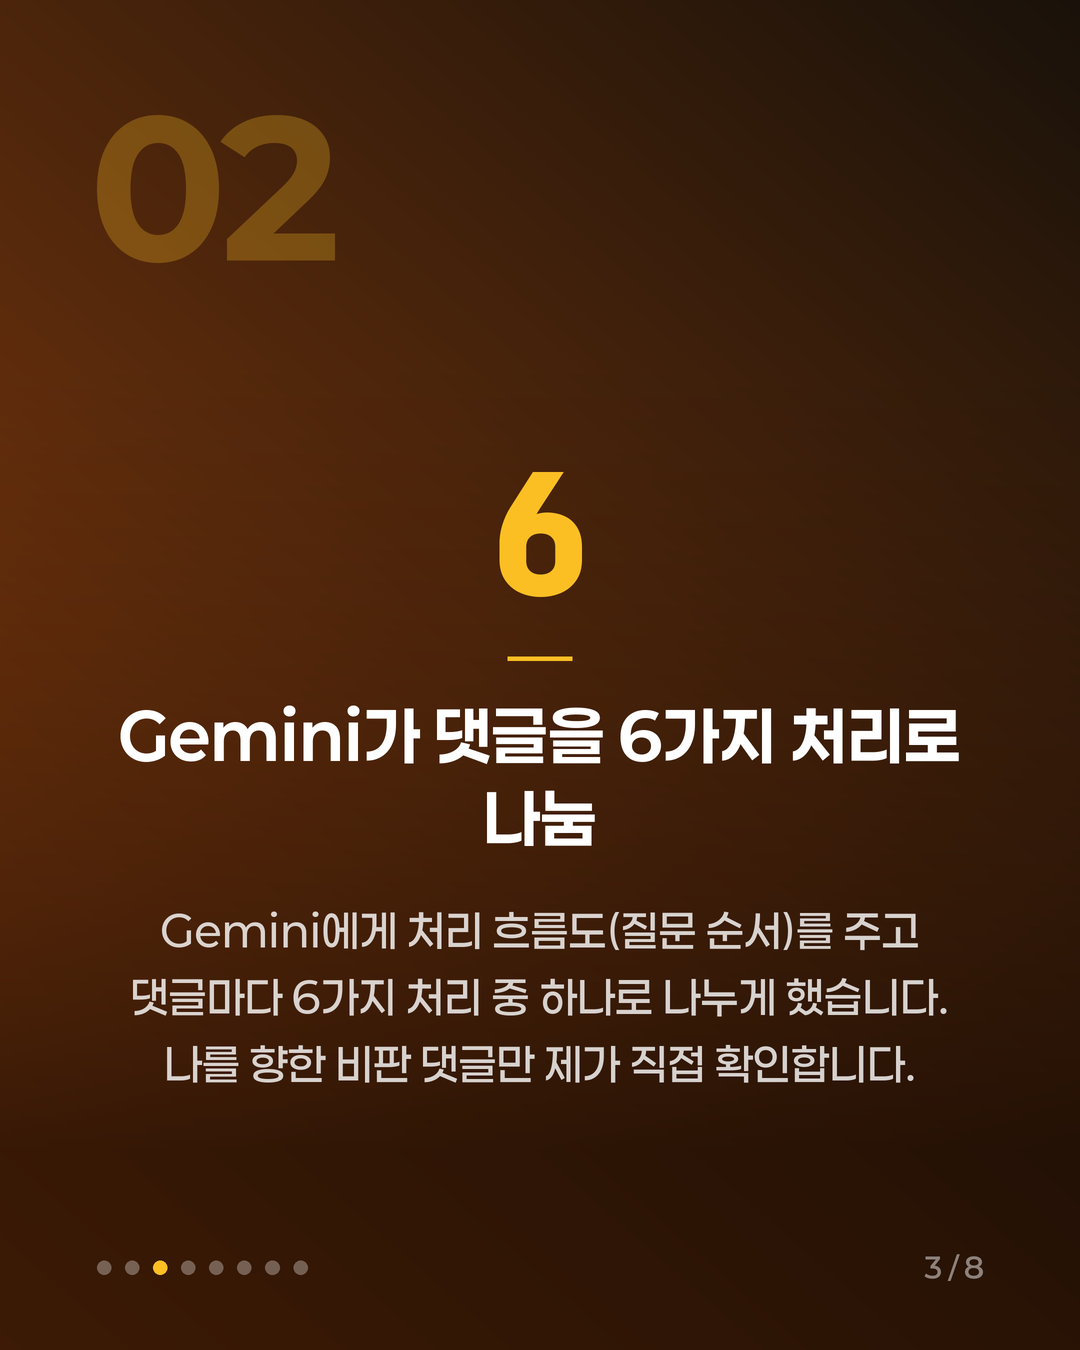 02
6
Gemini가 댓글을 6가지 처리로
나눔
Gemini에게 처리 흐름도(질문 순서)를 주고
댓글마다 6가지 처리 중 하나로 나누게 했습니다.
나를 향한 비판 댓글만 제가 직접 확인합니다.
3/8